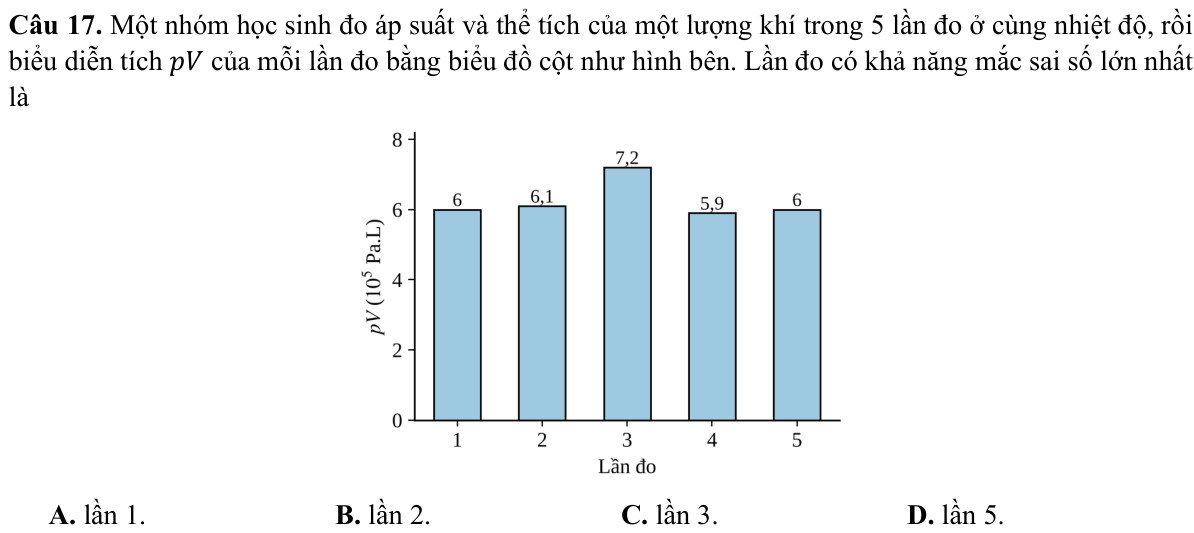 Câu 17. Một nhóm học sinh đo áp suất và thể tích của một lượng khí trong 5 lần đo ở cùng nhiệt độ, rồi
biểu diễn tích pV của mỗi lần đo bằng biểu đồ cột như hình bên. Lần đo có khả năng mắc sai số lớn nhất
là
8
7,2
6
6
6,1
5,9
6
pV (10⁵ Pa.L)
4
2
0
1 2 3 4 5
Lần đo
A. lần 1. B. lần 2. C. lần 3. D. lần 5.